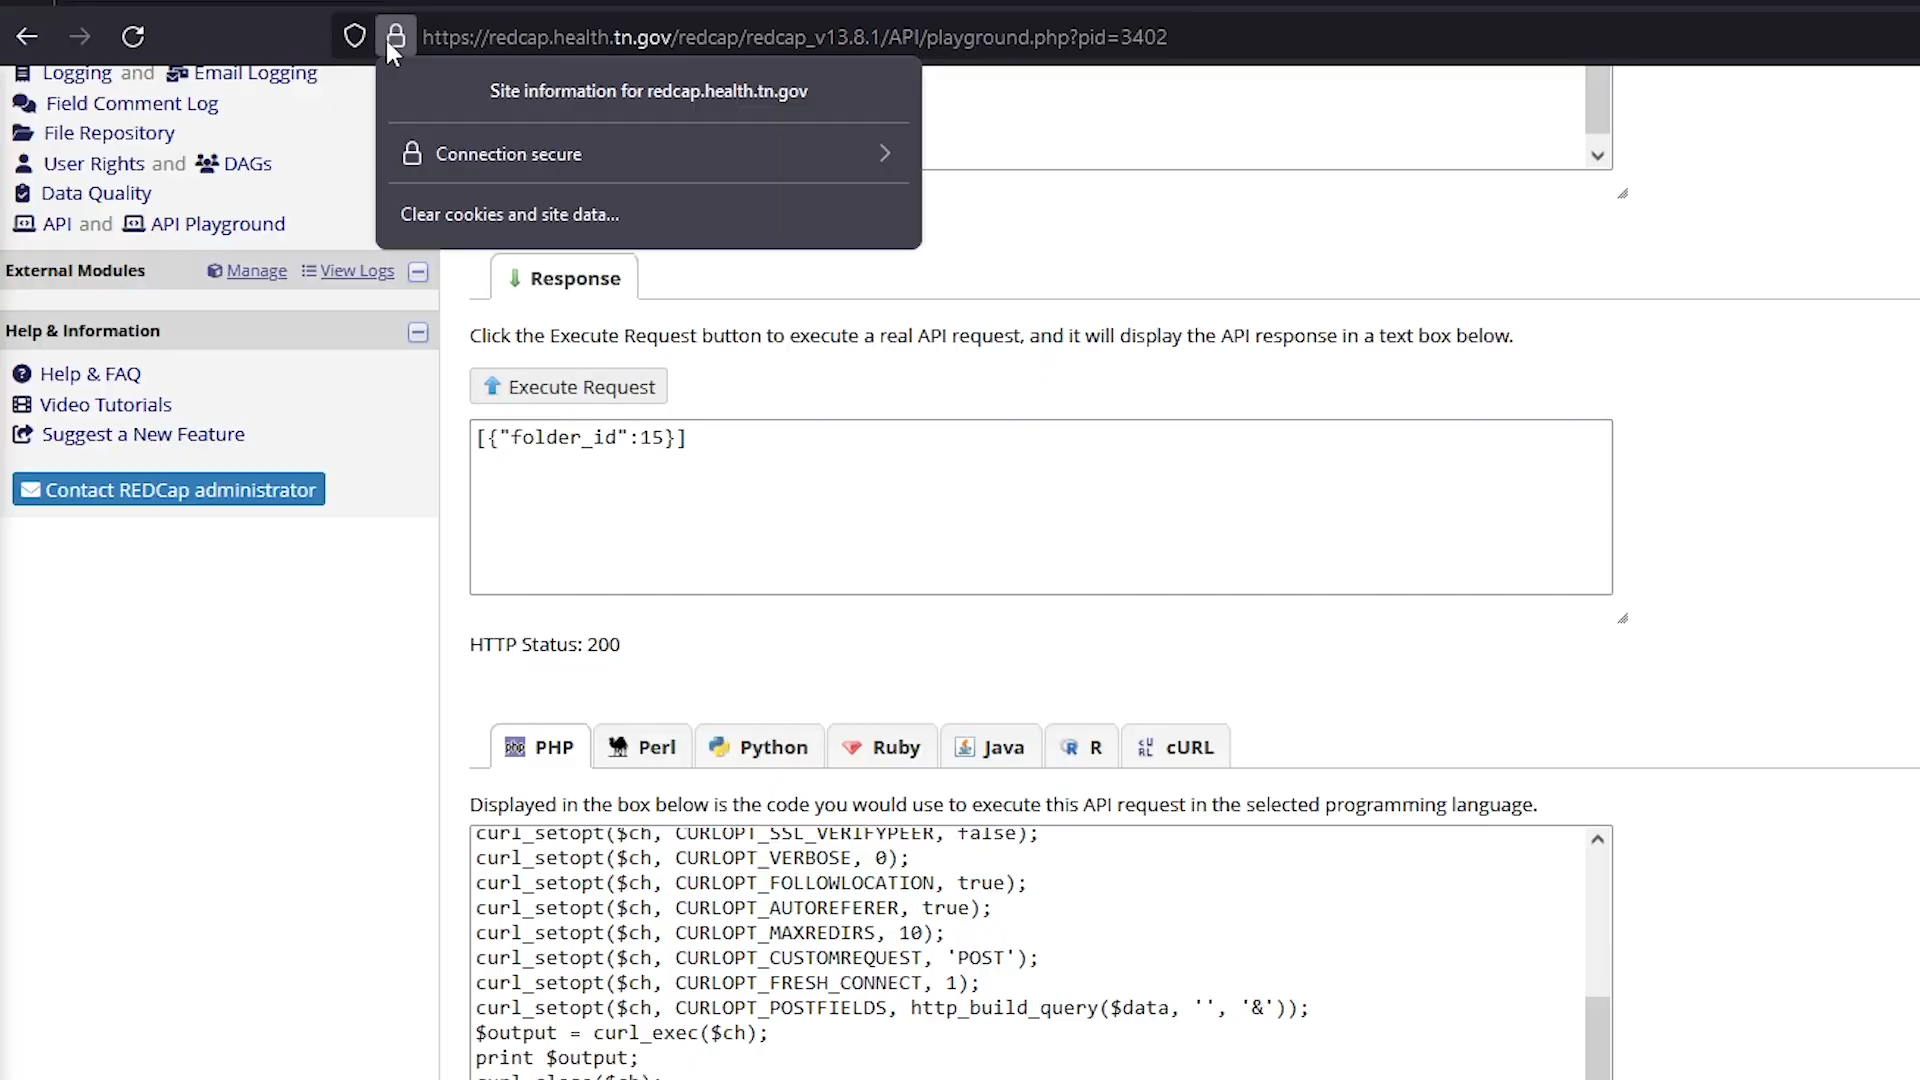 https://redcap.health.tn.gov/redcap/redcap_v13.8.1/API/playground.php?pid=3402
Site information for redcap.health.tn.gov
Connection secure
Clear cookies and site data...
Logging and Email Logging
Field Comment Log
File Repository
User Rights and DAGs
Data Quality
API and API Playground
External Modules Manage View Logs
Help & Information
Help & FAQ
Video Tutorials
Suggest a New Feature
Contact REDCap administrator
Response
Click the Execute Request button to execute a real API request, and it will display the API response in a text box below.
Execute Request
[{"folder_id":15}]
HTTP Status: 200
php PHP Perl Python Ruby Java R cURL cURL
Displayed in the box below is the code you would use to execute this API request in the selected programming language.
curl_setopt($ch, CURLOPT_SSL_VERIFYPEER, false);
curl_setopt($ch, CURLOPT_VERBOSE, 0);
curl_setopt($ch, CURLOPT_FOLLOWLOCATION, true);
curl_setopt($ch, CURLOPT_AUTOREFERER, true);
curl_setopt($ch, CURLOPT_MAXREDIRS, 10);
curl_setopt($ch, CURLOPT_CUSTOMREQUEST, 'POST');
curl_setopt($ch, CURLOPT_FRESH_CONNECT, 1);
curl_setopt($ch, CURLOPT_POSTFIELDS, http_build_query($data, '', '&'));
$output = curl_exec($ch);
print $output;
curl_close($ch);